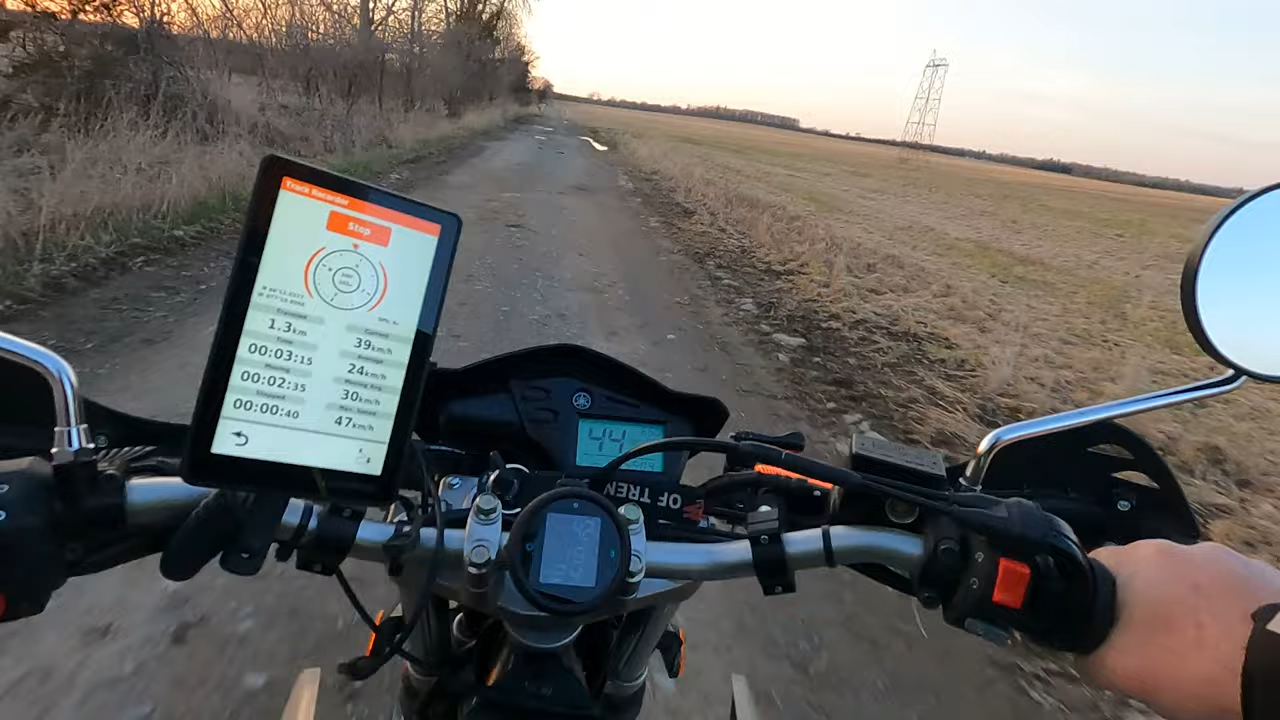 Track Recorder
Stop
1.3km
Time
00:03:15
Moving
00:02:35
Stopped
00:00:40
Current
39km/h
Average
24km/h
Moving Avg.
30km/h
Max. Speed
47km/h
44
OF TREN